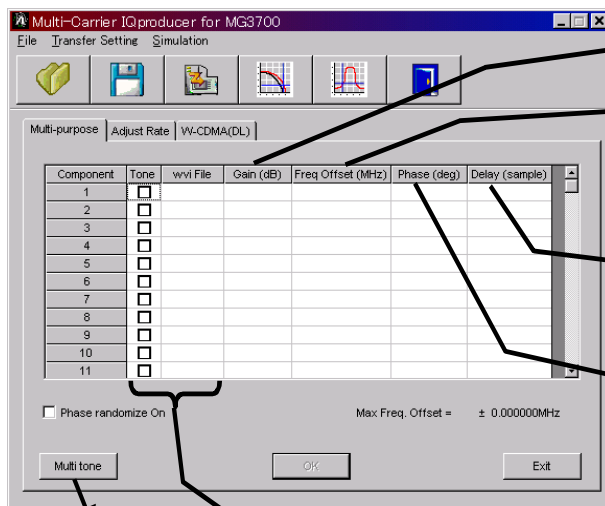 Multi-Carrier IQproducer for MG3700
File Transfer Setting Simulation
Multi-purpose Adjust Rate W-CDMA(DL)
Component Tone wvi File Gain (dB) Freq Offset (MHz) Phase (deg) Delay (sample)
1
2
3
4
5
6
7
8
9
10
11
Phase randomize On Max Freq. Offset = ± 0.000000MHz
Multi tone OK Exit